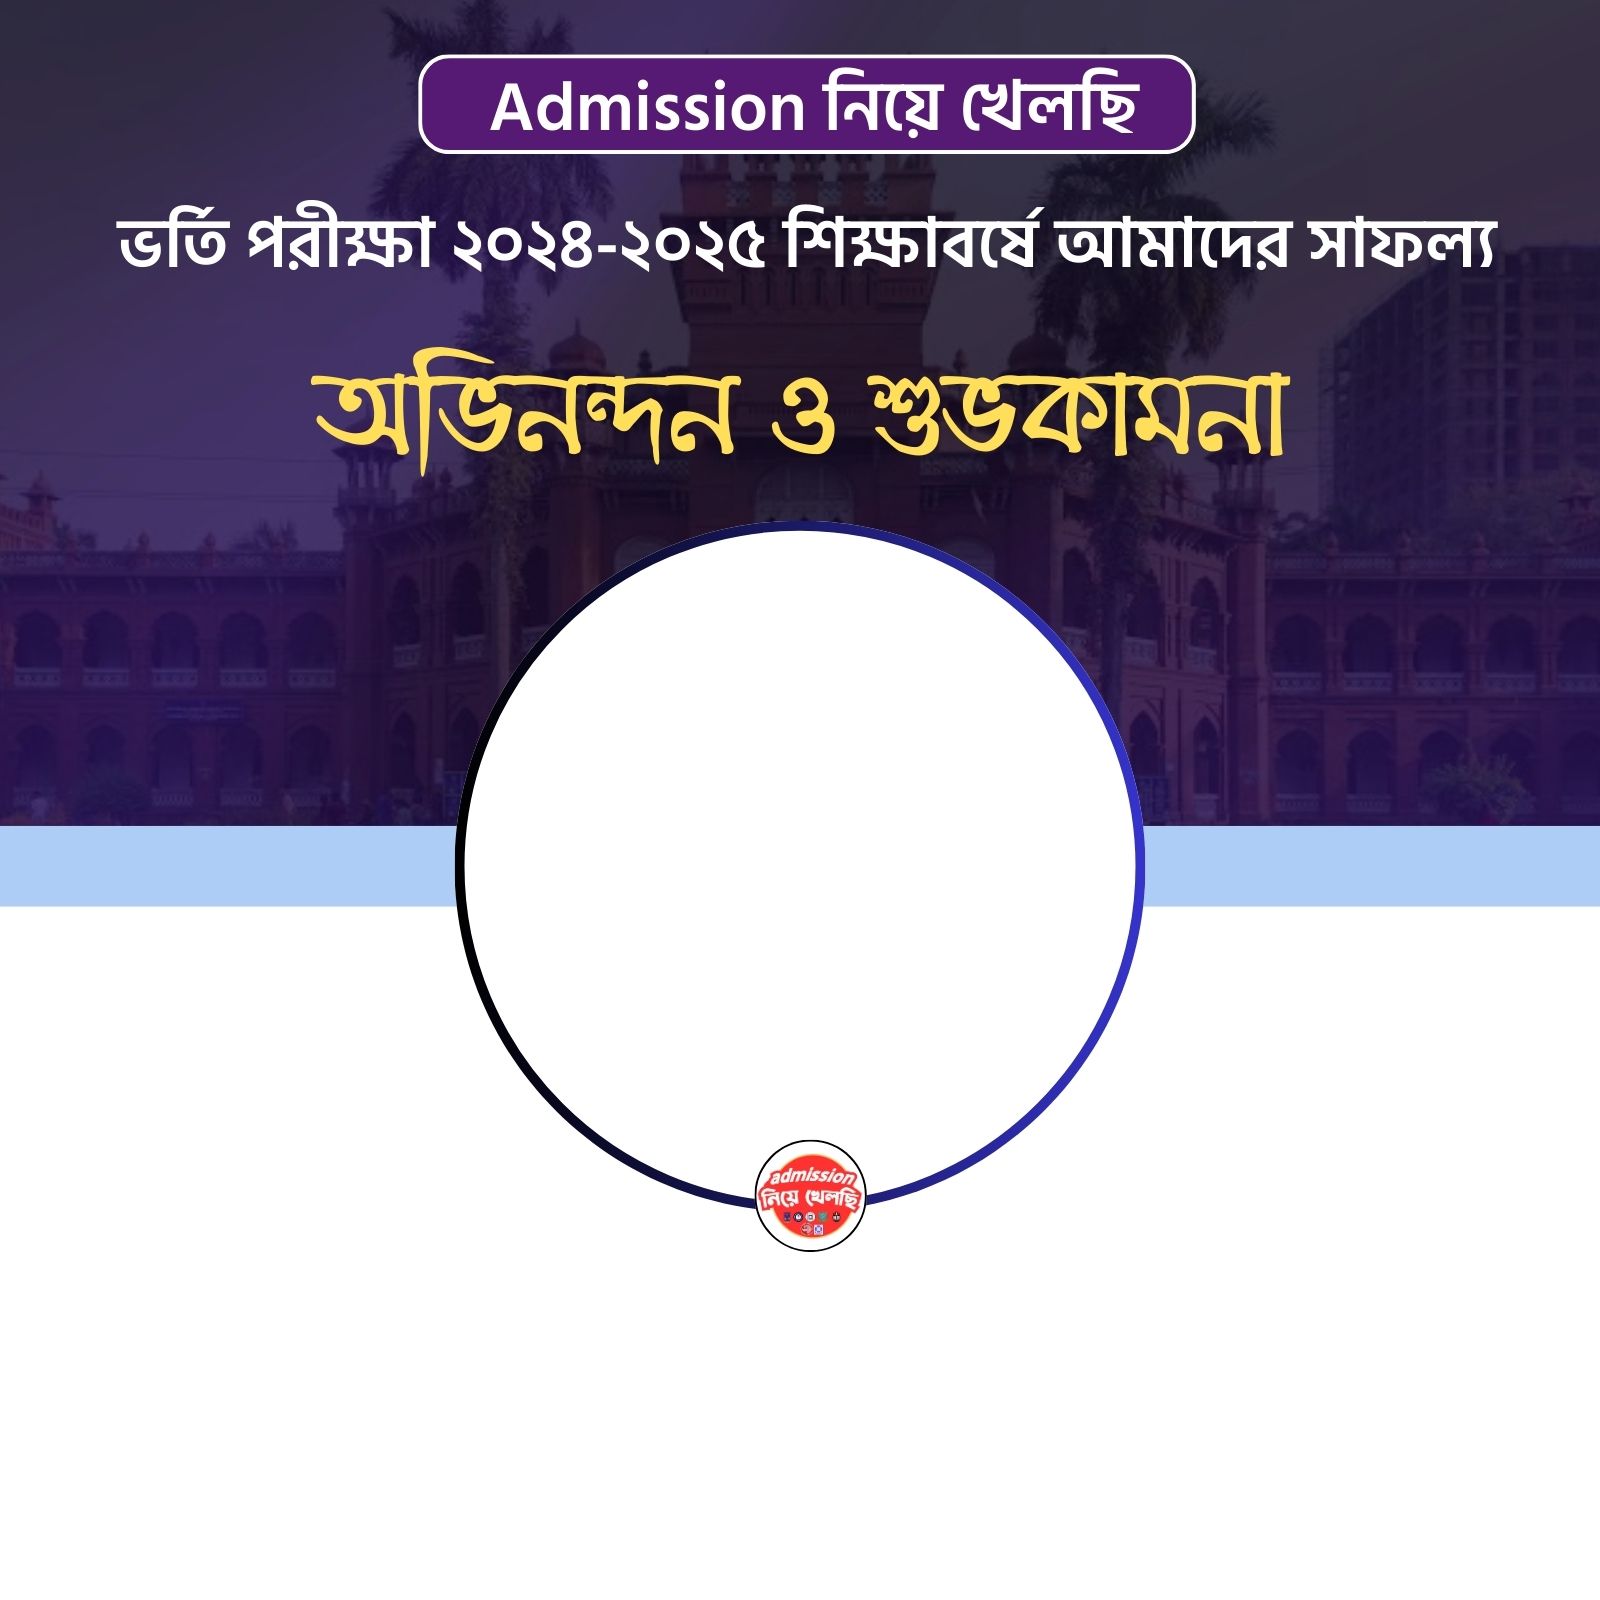 Admission নিয়ে খেলছি
ভর্তি পরীক্ষা ২০২৪-২০২৫ শিক্ষাবর্ষে আমাদের সাফল্য
অভিনন্দন ও শুভকামনা
admission
নিয়ে খেলছি